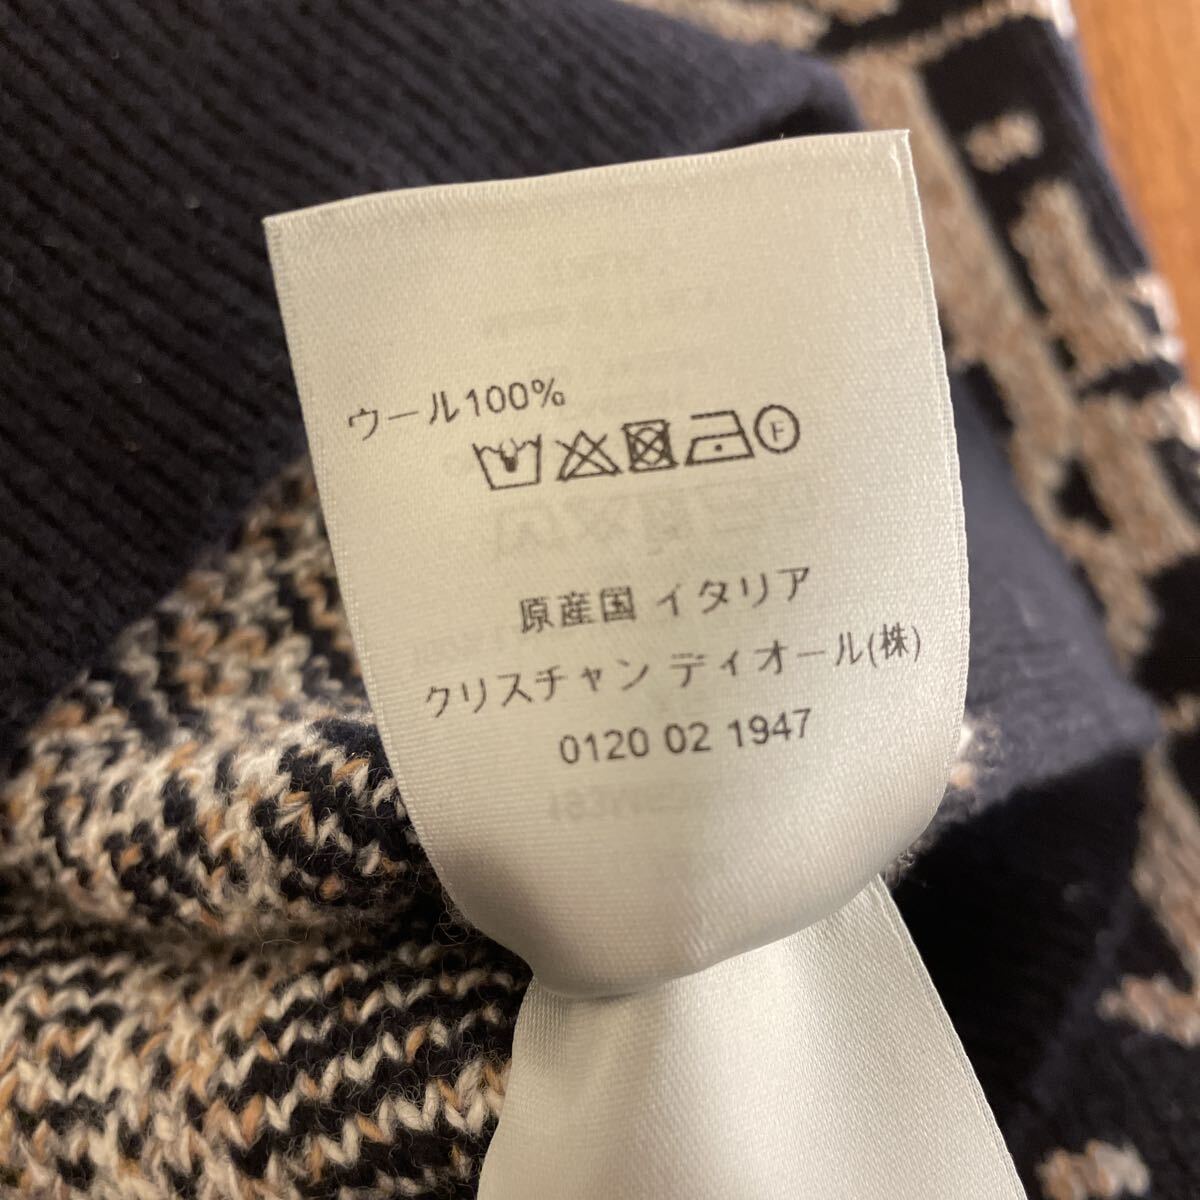 ウール100%
F
原産国 イタリア
クリスチャン ディオール(株)
0120 02 1947